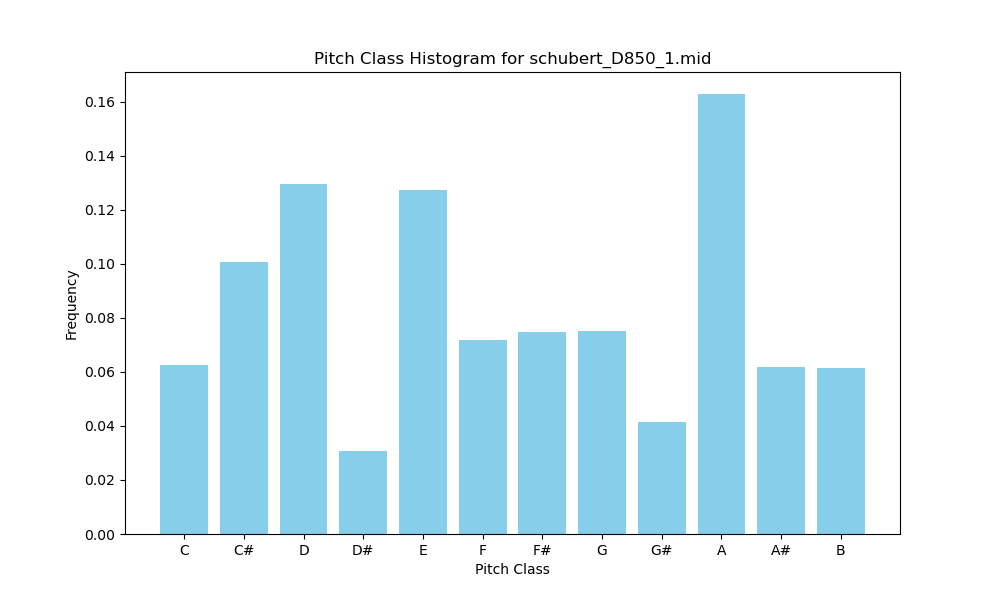 Pitch Class Histogram for schubert_D850_1.mid
Frequency
0.16
0.14
0.12
0.10
0.08
0.06
0.04
0.02
0.00
C C# D D# E F F# G G# A A# B
Pitch Class